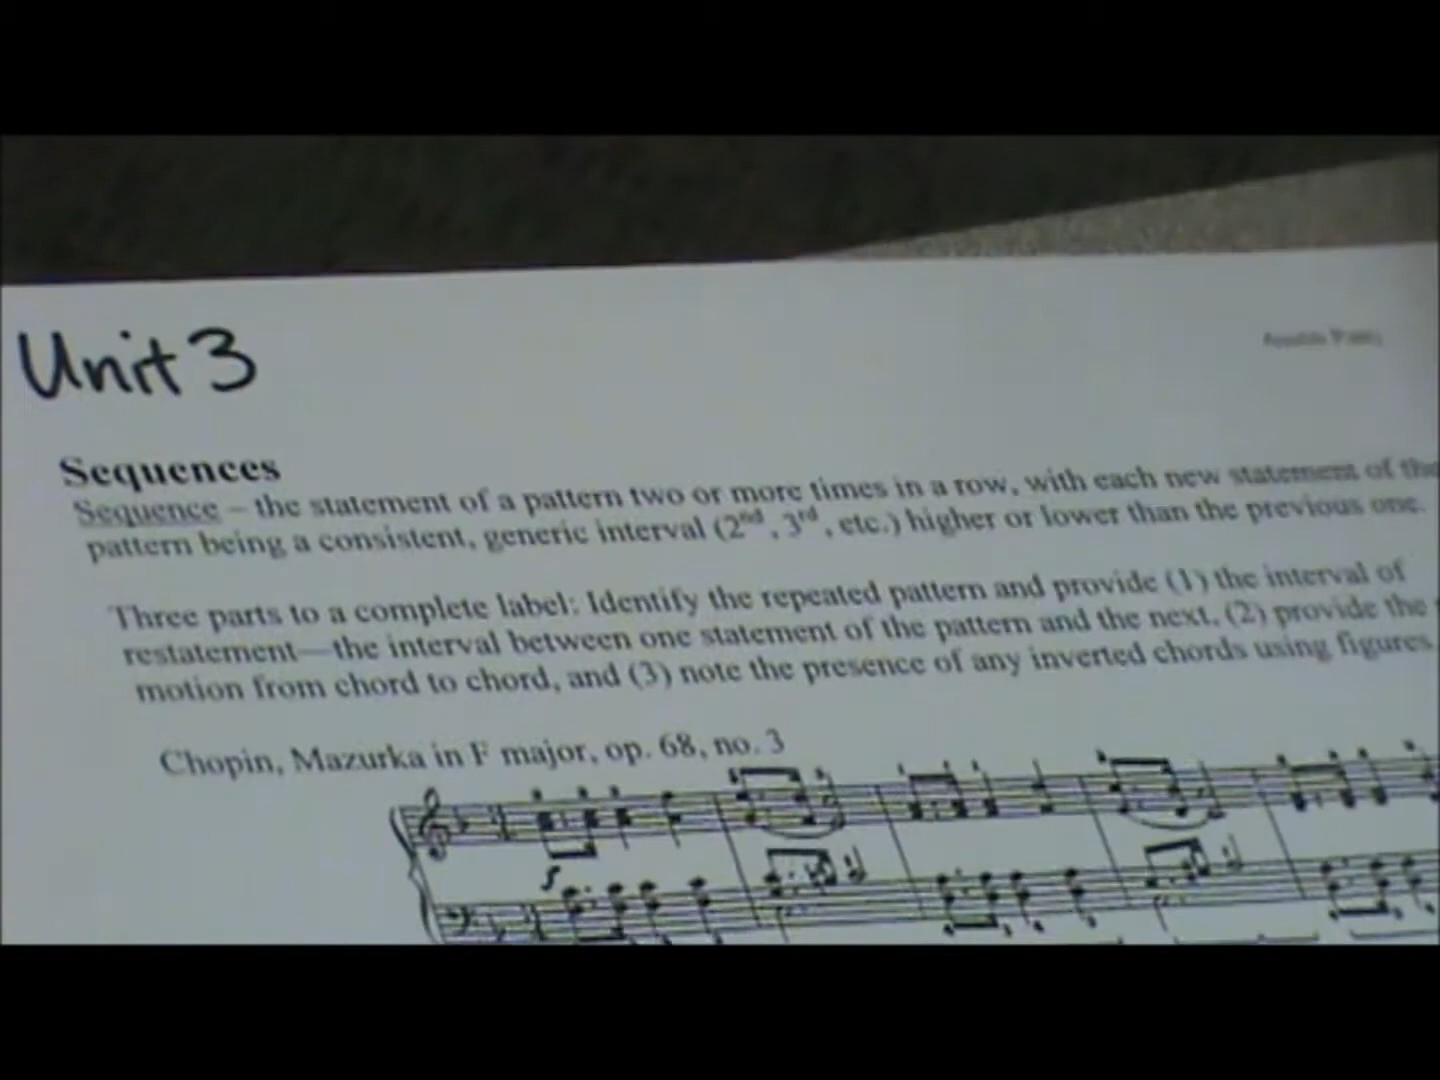 Unit 3
Sequences
Sequence – the statement of a pattern two or more times in a row, with each new statement of the
pattern being a consistent, generic interval (2nd, 3rd, etc.) higher or lower than the previous one.
Three parts to a complete label: Identify the repeated pattern and provide (1) the interval of
restatement—the interval between one statement of the pattern and the next, (2) provide the
motion from chord to chord, and (3) note the presence of any inverted chords using figures
Chopin, Mazurka in F major, op. 68, no. 3
f